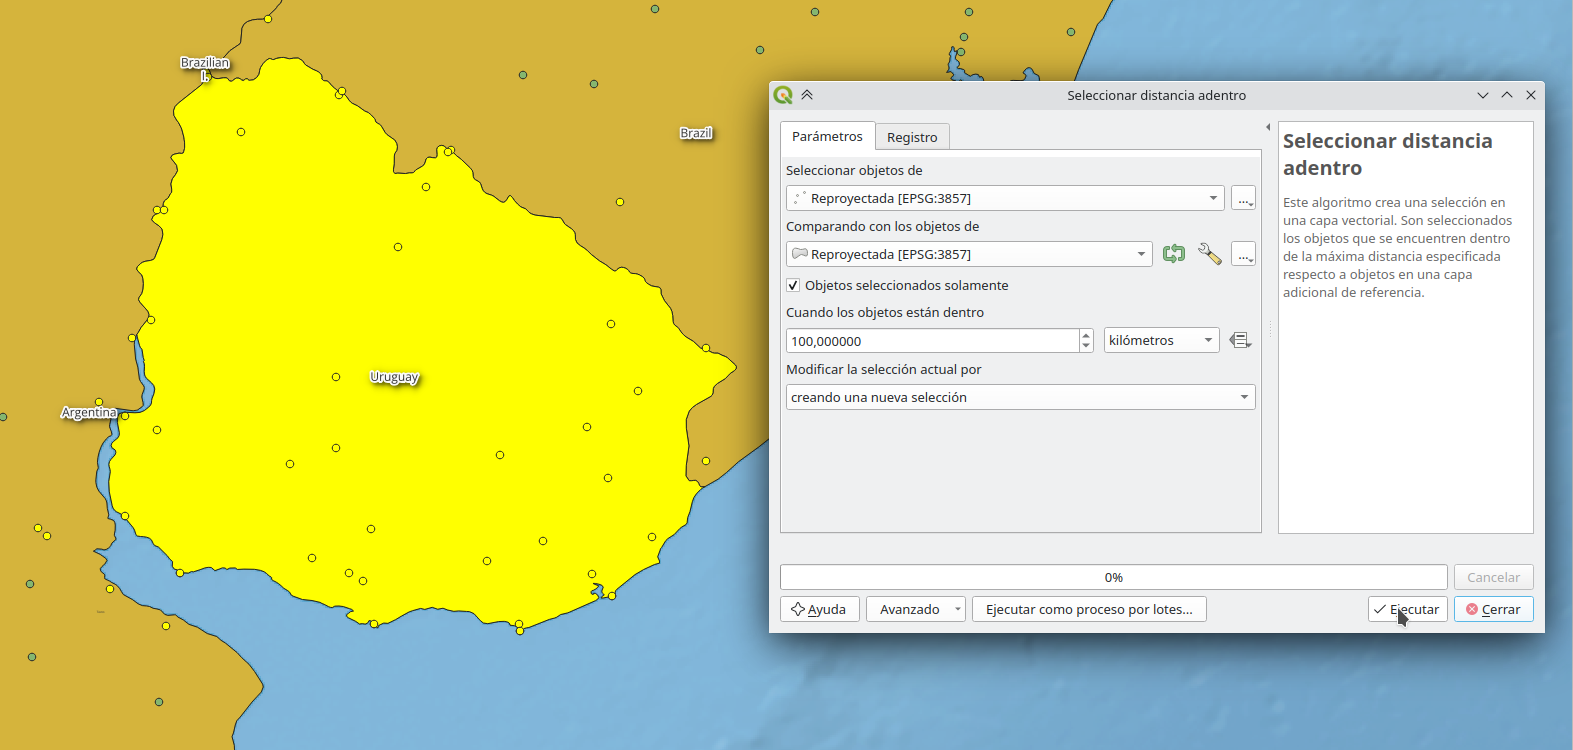 Brazilian
I.
Brazil
Uruguay
Argentina
Seleccionar distancia adentro
Parámetros
Registro
Seleccionar objetos de
Reproyectada [EPSG:3857]
...
Comparando con los objetos de
Reproyectada [EPSG:3857]
...
Objetos seleccionados solamente
Cuando los objetos están dentro
100,000000
kilómetros
Modificar la selección actual por
creando una nueva selección
Seleccionar distancia
adentro
Este algoritmo crea una selección en
una capa vectorial. Son seleccionados
los objetos que se encuentren dentro
de la máxima distancia especificada
respecto a objetos en una capa
adicional de referencia.
0%
Cancelar
Ayuda
Avanzado
Ejecutar como proceso por lotes...
Ejecutar
Cerrar